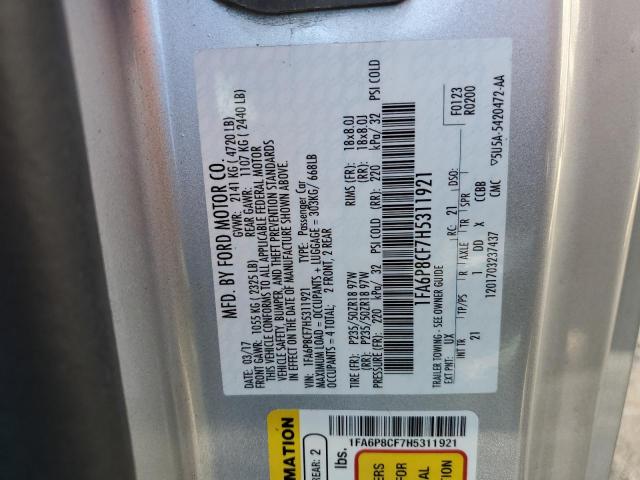 MFD. BY FORD MOTOR CO.
DATE: 03/17 GVWR: 2141 KG ( 4720 LB)
FRONT GAWR: 1055 KG ( 2325 LB) REAR GAWR: 1107 KG ( 2440 LB)
THIS VEHICLE CONFORMS TO ALL APPLICABLE FEDERAL MOTOR
VEHICLE SAFETY, BUMPER, AND THEFT PREVENTION STANDARDS
IN EFFECT ON THE DATE OF MANUFACTURE SHOWN ABOVE.
VIN: 1FA6P8CF7H5311921 TYPE: Passenger Car
MAXIMUM LOAD = OCCUPANTS + LUGGAGE = 303KG/ 668LB
OCCUPANTS = 4 TOTAL: 2 FRONT, 2 REAR
TIRE (FR): P235/50ZR18 97W RIMS (FR): 18x8.0J
(RR): P235/50ZR18 97W (RR): 18x8.0J
PRESSURE (FR): 220 kPa/ 32 PSI COLD (RR): 220 kPa/ 32 PSI COLD
1FA6P8CF7H5311921
F0123
R0200
TRAILER TOWING - SEE OWNER GUIDE
EXT PNT: UX RC: 21 DSO:
INT TR TP/PS R AXLE TR SPR
21 I 1 DD X CCBB
1201703237437 CMC
5U5A-5420472-AA
REAR: 2
lbs.
1FA6P8CF7H5311921
FOR